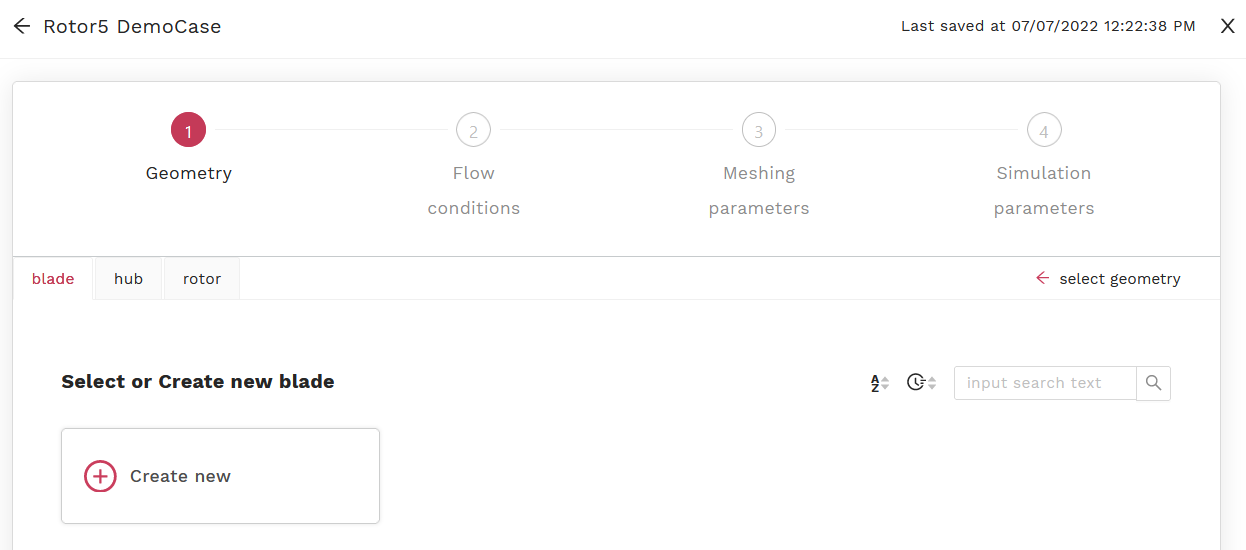 Rotor5 DemoCase
Last saved at 07/07/2022 12:22:38 PM
X
1
2
3
4
Geometry
Flow
conditions
Meshing
parameters
Simulation
parameters
blade
hub
rotor
select geometry
Select or Create new blade
A
Z
input search text
Create new